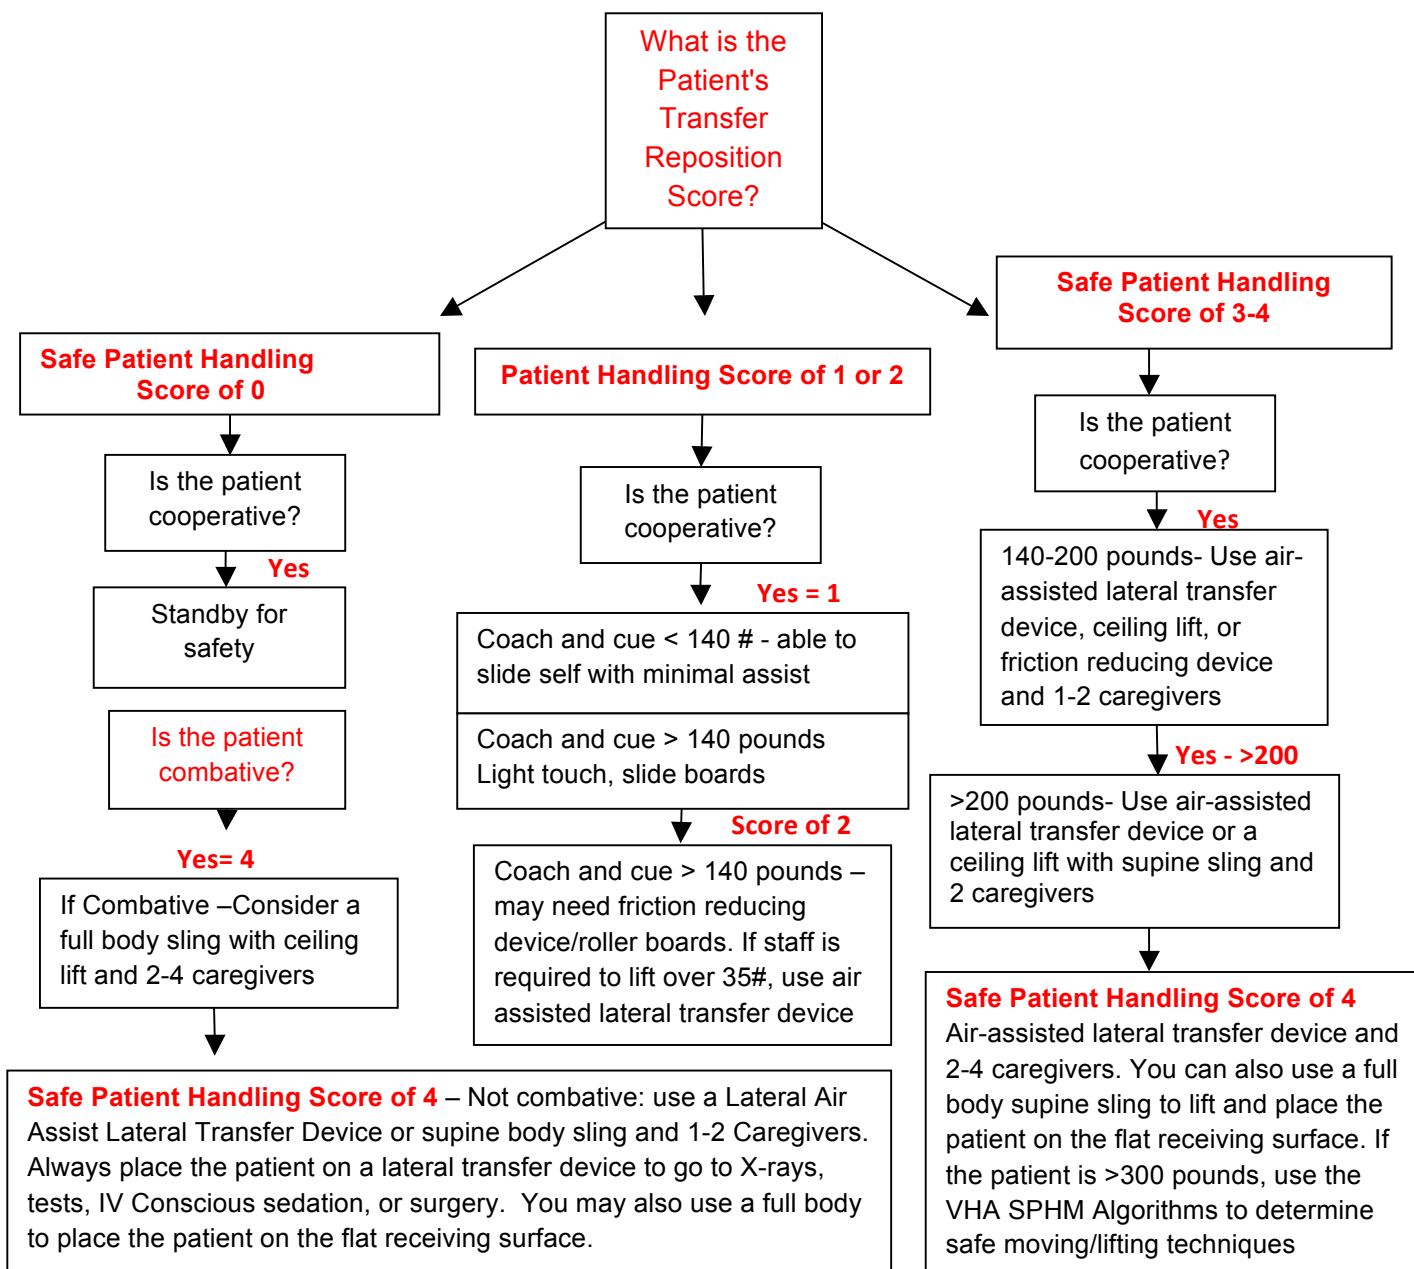 What is the
Patient's
Transfer
Reposition
Score?
Safe Patient Handling
Score of 0
Is the patient
cooperative?
Yes
Standby for
safety
Is the patient
combative?
Yes= 4
If Combative –Consider a
full body sling with ceiling
lift and 2-4 caregivers
Safe Patient Handling Score of 4 – Not combative: use a Lateral Air
Assist Lateral Transfer Device or supine body sling and 1-2 Caregivers.
Always place the patient on a lateral transfer device to go to X-rays,
tests, IV Conscious sedation, or surgery.  You may also use a full body
to place the patient on the flat receiving surface.
Patient Handling Score of 1 or 2
Is the patient
cooperative?
Yes = 1
Coach and cue < 140 # - able to
slide self with minimal assist
Coach and cue > 140 pounds
Light touch, slide boards
Score of 2
Coach and cue > 140 pounds –
may need friction reducing
device/roller boards. If staff is
required to lift over 35#, use air
assisted lateral transfer device
Safe Patient Handling
Score of 3-4
Is the patient
cooperative?
Yes
140-200 pounds- Use air-
assisted lateral transfer
device, ceiling lift, or
friction reducing device
and 1-2 caregivers
Yes - >200
>200 pounds- Use air-assisted
lateral transfer device or a
ceiling lift with supine sling and
2 caregivers
Safe Patient Handling Score of 4
Air-assisted lateral transfer device and
2-4 caregivers. You can also use a full
body supine sling to lift and place the
patient on the flat receiving surface. If
the patient is >300 pounds, use the
VHA SPHM Algorithms to determine
safe moving/lifting techniques